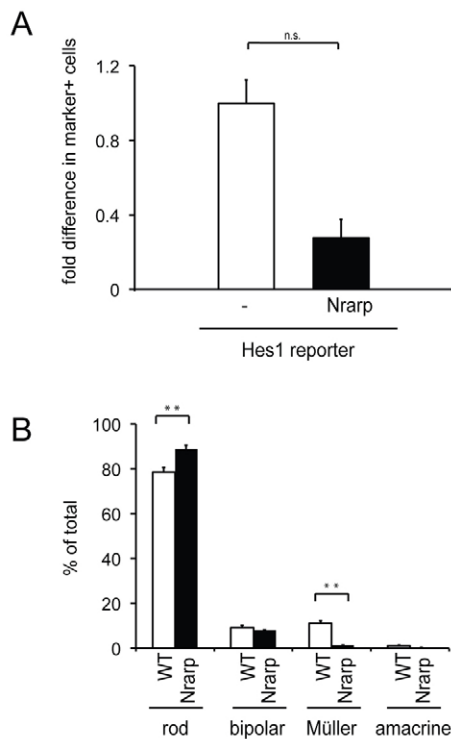 A
n.s.
fold difference in marker+ cells
1.2
0.8
0.4
0
- Nrarp
Hes1 reporter
B
% of total
100
80
60
40
20
0
**
**
WT Nrarp WT Nrarp WT Nrarp WT Nrarp
rod bipolar Müller amacrine